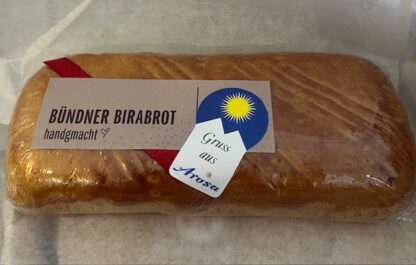 BÜNDNER BIRABROT
handgmacht
Gruss
aus
Arosa